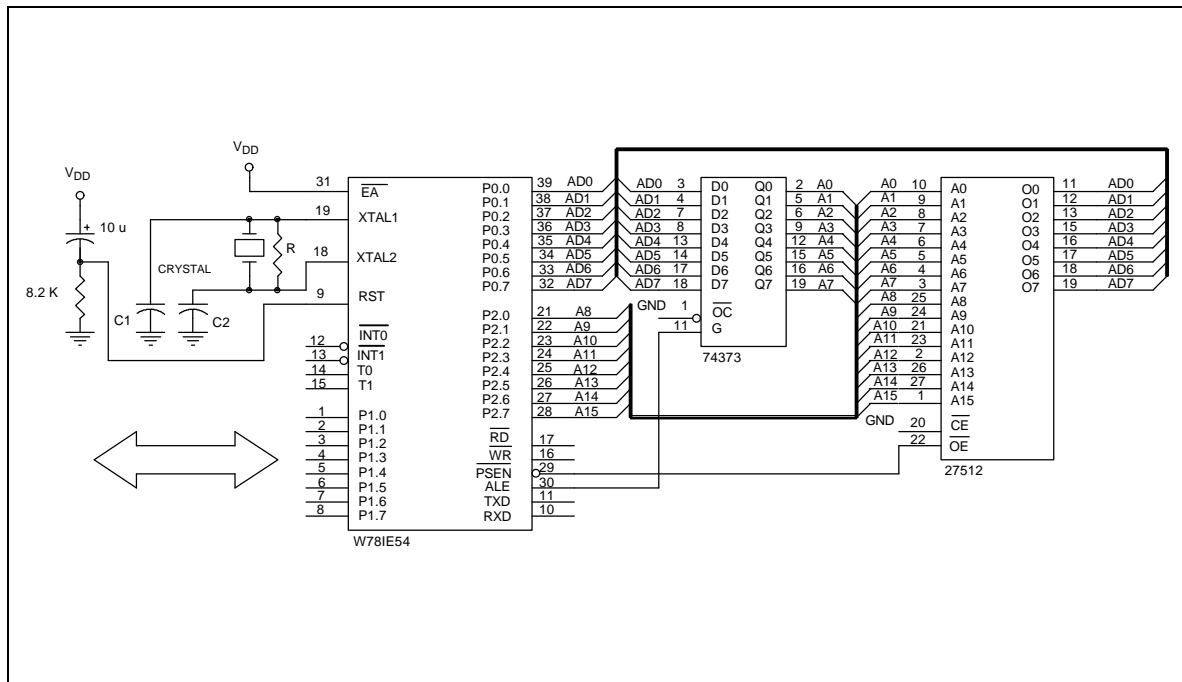 VDD
VDD
10 u
8.2 K
C1
CRYSTAL
C2
R
31 EA
19 XTAL1
18 XTAL2
9 RST
12 INT0
13 INT1
14 T0
15 T1
1 P1.0
2 P1.1
3 P1.2
4 P1.3
5 P1.4
6 P1.5
7 P1.6
8 P1.7
P0.0 39 AD0
P0.1 38 AD1
P0.2 37 AD2
P0.3 36 AD3
P0.4 35 AD4
P0.5 34 AD5
P0.6 33 AD6
P0.7 32 AD7
P2.0 21 A8
P2.1 22 A9
P2.2 23 A10
P2.3 24 A11
P2.4 25 A12
P2.5 26 A13
P2.6 27 A14
P2.7 28 A15
RD 17
WR 16
PSEN 29
ALE 30
TXD 11
RXD 10
W78IE54
AD0 3 D0 Q0 2 A0
AD1 4 D1 Q1 5 A1
AD2 7 D2 Q2 6 A2
AD3 8 D3 Q3 9 A3
AD4 13 D4 Q4 12 A4
AD5 14 D5 Q5 15 A5
AD6 17 D6 Q6 16 A6
AD7 18 D7 Q7 19 A7
GND 1 OC
11 G
74373
A0 10 A0
A1 9 A1
A2 8 A2
A3 7 A3
A4 6 A4
A5 5 A5
A6 4 A6
A7 3 A7
A8 25 A8
A9 24 A9
A10 21 A10
A11 23 A11
A12 2 A12
A13 26 A13
A14 27 A14
A15 1 A15
GND 20 CE
22 OE
O0 11 AD0
O1 12 AD1
O2 13 AD2
O3 15 AD3
O4 16 AD4
O5 17 AD5
O6 18 AD6
O7 19 AD7
27512